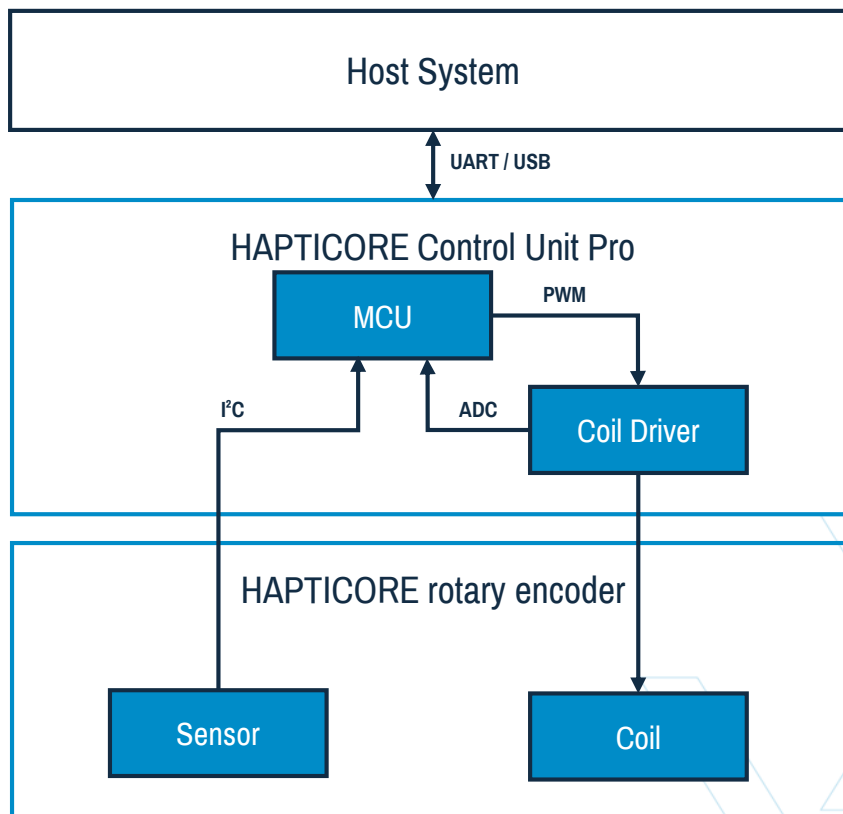 Host System
UART / USB
HAPTICORE Control Unit Pro
MCU
PWM
I²C
ADC
Coil Driver
HAPTICORE rotary encoder
Sensor
Coil